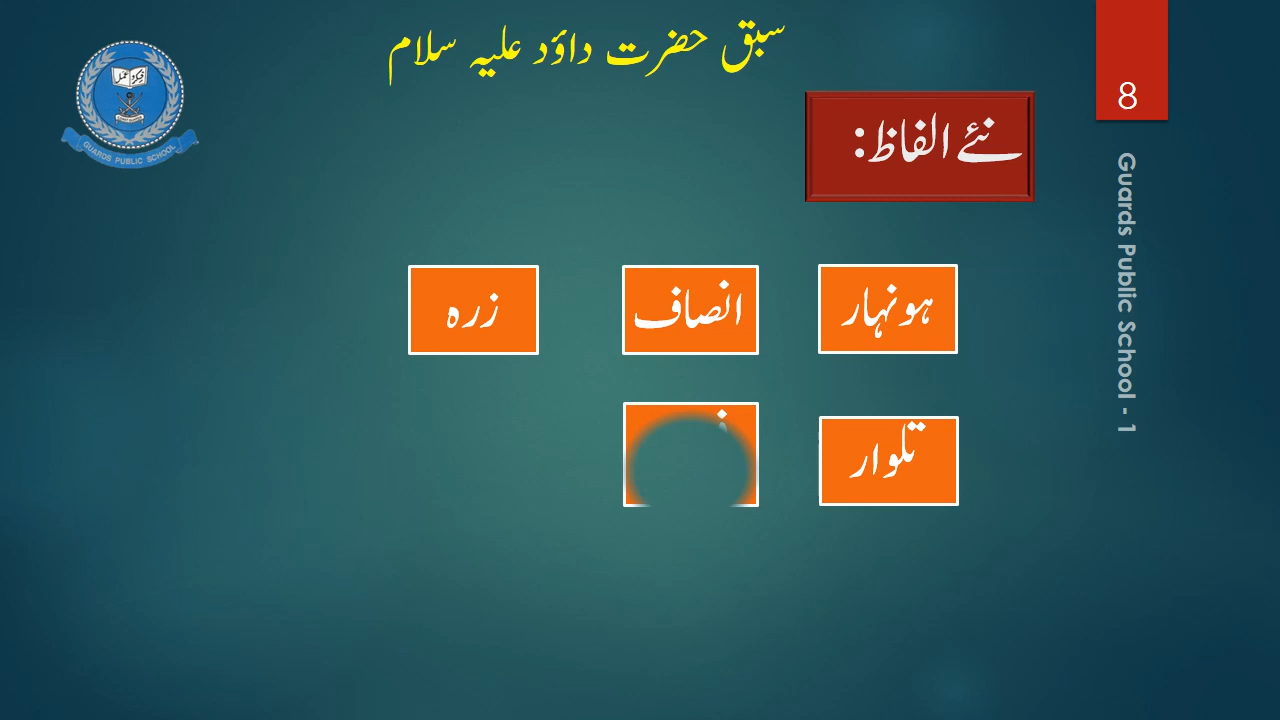 سبق حضرت داؤد علیہ سلام
8
نئے الفاظ:
ہونہار انصاف زرہ
تلوار
Guards Public School - 1
GUARDS PUBLIC SCHOOL